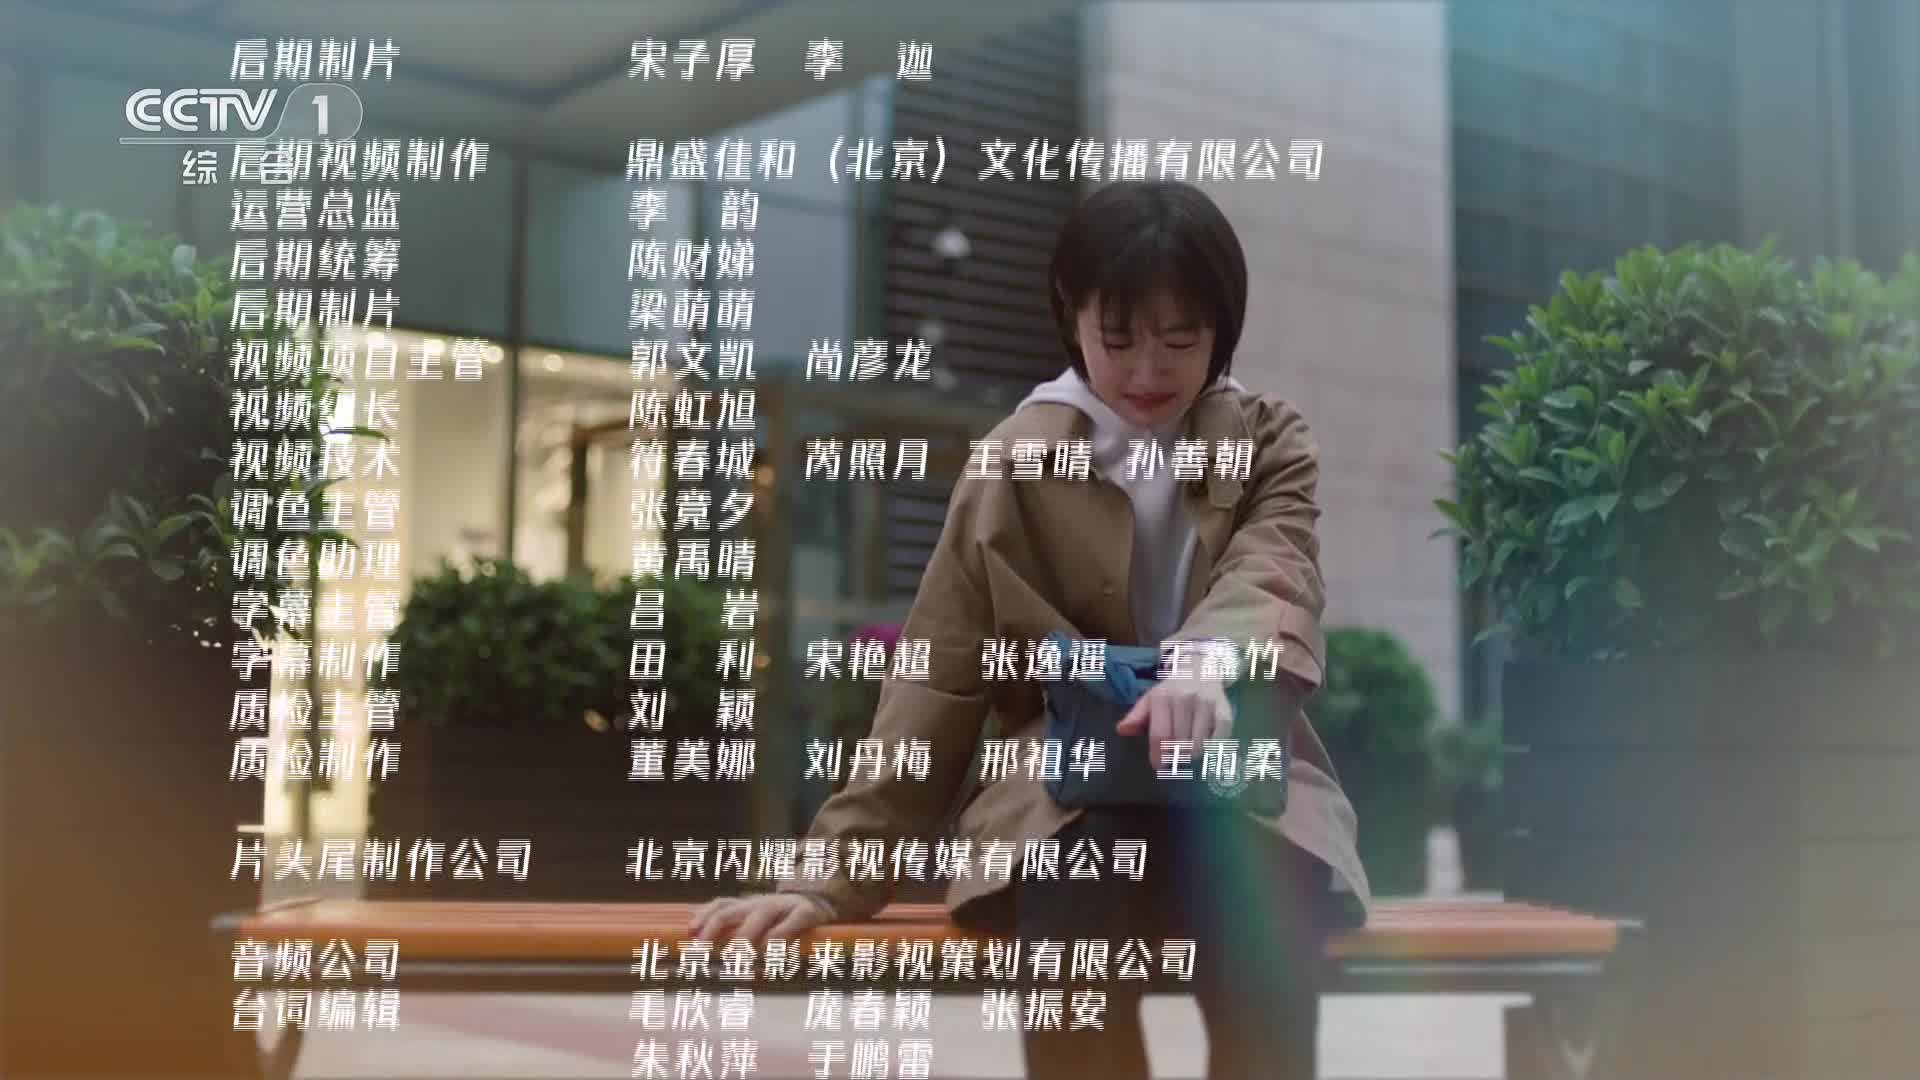 后期制片 宋子厚 李 迦
CCTV 1
综 合
后期视频制作 鼎盛佳和（北京）文化传播有限公司
运营总监 李 韵
后期统筹 陈财娣
后期制片 梁萌萌
视频项目主管 郭文凯 尚彦龙
视频组长 陈虹旭
视频技术 符春城 芮照月 王雪晴 孙善朝
调色主管 张竟夕
调色助理 黄禹晴
字幕主管 吕 岩
字幕制作 田 利 宋艳超 张逸遥 王鑫竹
质检主管 刘 颖
质检制作 董美娜 刘丹梅 邢祖华 王雨柔
片头尾制作公司 北京闪耀影视传媒有限公司
音频公司 北京金影来影视策划有限公司
台词编辑 毛欣睿 庞春颖 张振安
朱秋萍 于鹏雷